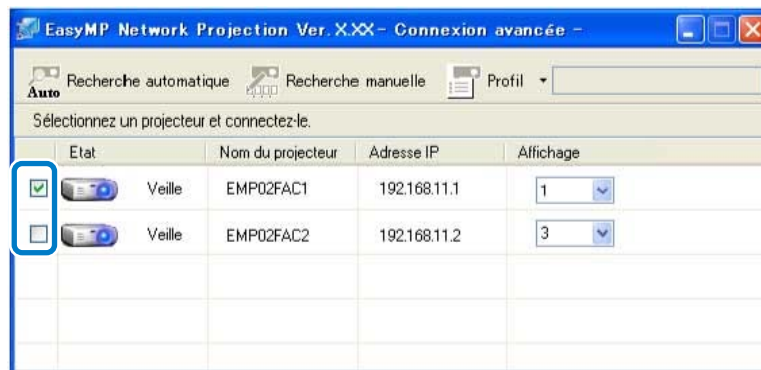 EasyMP Network Projection Ver. X.XX - Connexion avancée -
Auto Recherche automatique Recherche manuelle Profil
Sélectionnez un projecteur et connectez-le.
Etat Nom du projecteur Adresse IP Affichage
Veille EMP02FAC1 192.168.11.1 1
Veille EMP02FAC2 192.168.11.2 3